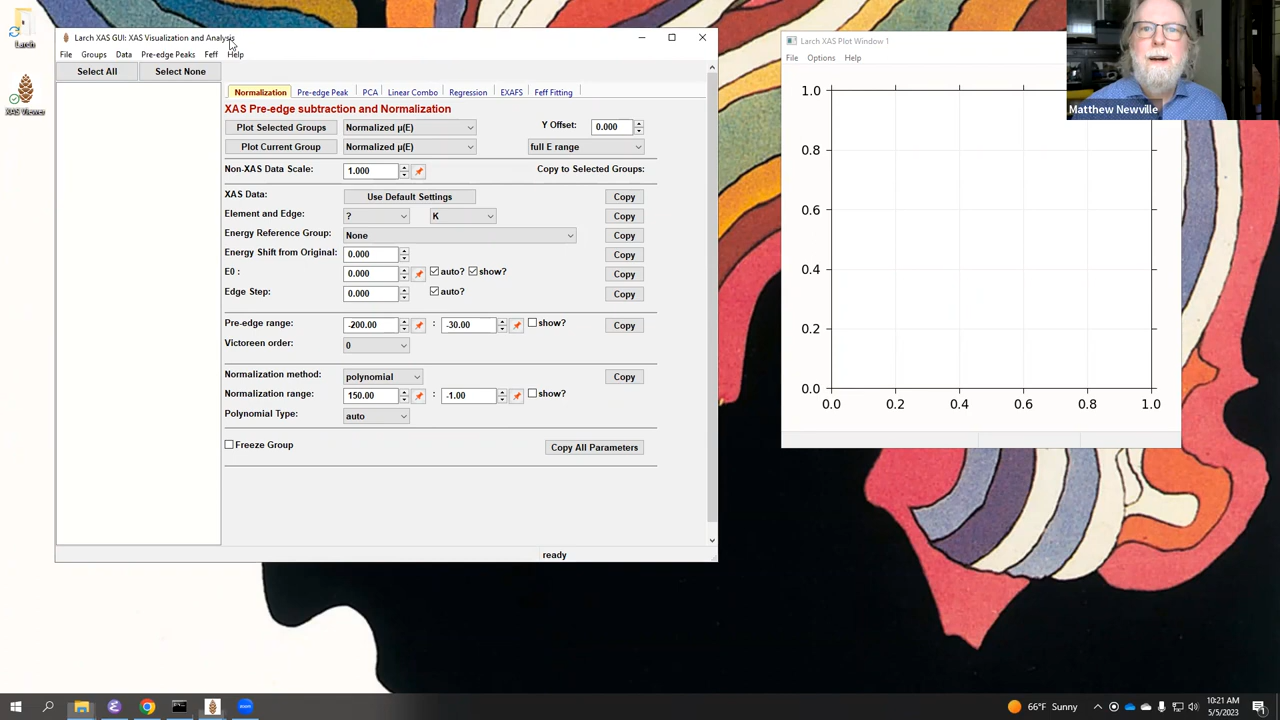 Larch
XAS Viewer
Larch XAS GUI: XAS Visualization and Analysis
File Groups Data Pre-edge Peaks Feff Help
Select All Select None
Normalization Pre-edge Peak PCA Linear Combo Regression EXAFS Feff Fitting
XAS Pre-edge subtraction and Normalization
Plot Selected Groups Normalized μ(E) Y Offset: 0.000
Plot Current Group Normalized μ(E) full E range
Non-XAS Data Scale: 1.000 Copy to Selected Groups:
XAS Data: Use Default Settings Copy
Element and Edge: ? K Copy
Energy Reference Group: None Copy
Energy Shift from Original: 0.000 Copy
E0 : 0.000 auto? show? Copy
Edge Step: 0.000 auto? Copy
Pre-edge range: -200.00 : -30.00 show? Copy
Victoreen order: 0
Normalization method: polynomial Copy
Normalization range: 150.00 : -1.00 show?
Polynomial Type: auto
Freeze Group Copy All Parameters
ready
Larch XAS Plot Window 1
File Options Help
1.0
0.8
0.6
0.4
0.2
0.0
0.0 0.2 0.4 0.6 0.8 1.0
Matthew Newville
66°F Sunny
10:21 AM
5/5/2023